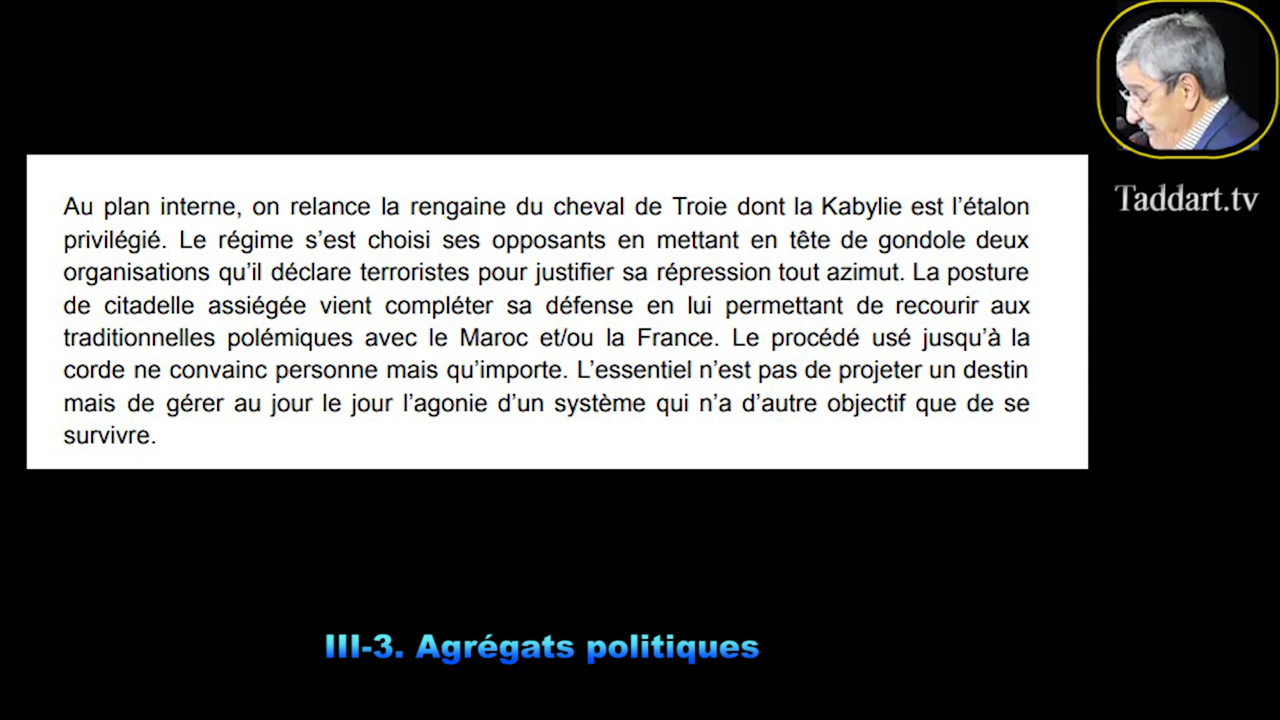 Taddart.tv
Au plan interne, on relance la rengaine du cheval de Troie dont la Kabylie est l’étalon
privilégié. Le régime s’est choisi ses opposants en mettant en tête de gondole deux
organisations qu’il déclare terroristes pour justifier sa répression tout azimut. La posture
de citadelle assiégée vient compléter sa défense en lui permettant de recourir aux
traditionnelles polémiques avec le Maroc et/ou la France. Le procédé usé jusqu’à la
corde ne convainc personne mais qu’importe. L’essentiel n’est pas de projeter un destin
mais de gérer au jour le jour l’agonie d’un système qui n’a d’autre objectif que de se
survivre.
III-3. Agrégats politiques